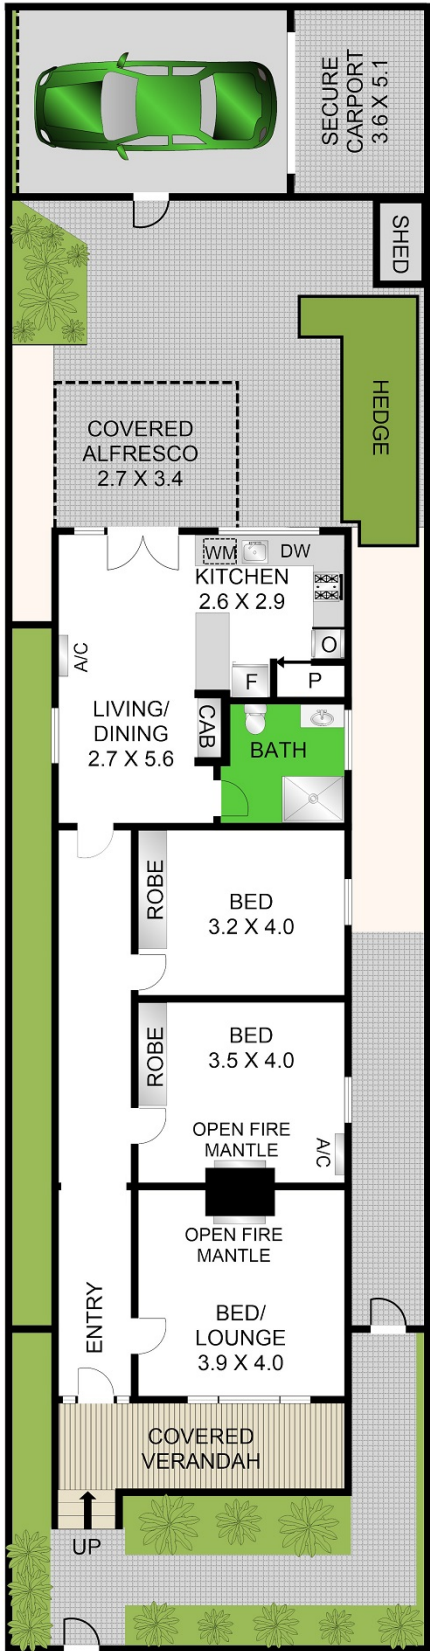 SECURE
CARPORT
3.6 X 5.1
SHED
HEDGE
COVERED
ALFRESCO
2.7 X 3.4
WM
DW
KITCHEN
2.6 X 2.9
O
A/C
F
P
LIVING/
DINING
2.7 X 5.6
CAB
BATH
ROBE
BED
3.2 X 4.0
ROBE
BED
3.5 X 4.0
OPEN FIRE
MANTLE
A/C
OPEN FIRE
MANTLE
ENTRY
BED/
LOUNGE
3.9 X 4.0
COVERED
VERANDAH
UP